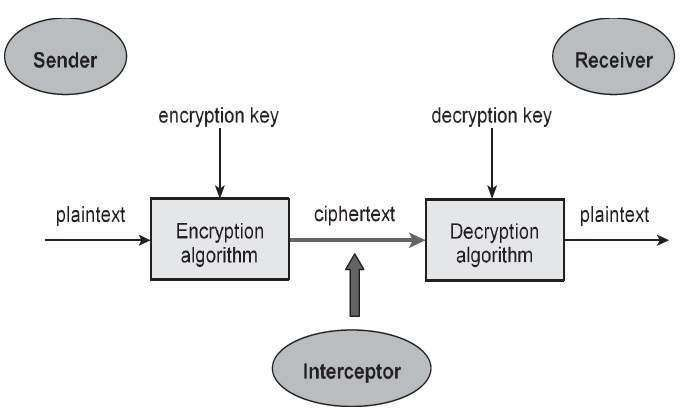 Sender
Receiver
encryption key
decryption key
plaintext
Encryption
algorithm
ciphertext
Decryption
algorithm
plaintext
Interceptor